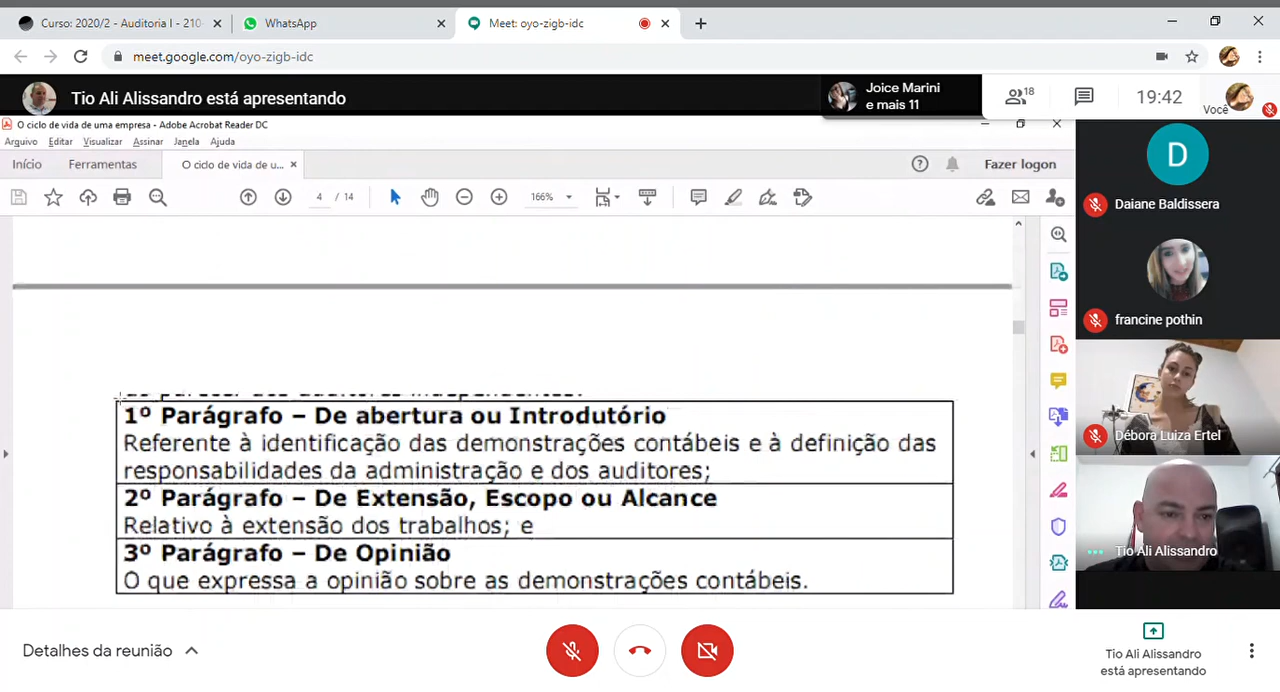 Curso: 2020/2 - Auditoria I - 210
WhatsApp
Meet: oyo-zigb-idc
meet.google.com/oyo-zigb-idc
Tio Ali Alissandro está apresentando
Joice Marini
e mais 11
18
19:42
Você
O ciclo de vida de uma empresa - Adobe Acrobat Reader DC
Arquivo Editar Visualizar Assinar Janela Ajuda
Início Ferramentas O ciclo de vida de u... Fazer logon
4 / 14 166%
do parecer dos auditores independentes:
1º Parágrafo – De abertura ou Introdutório
Referente à identificação das demonstrações contábeis e à definição das
responsabilidades da administração e dos auditores;
2º Parágrafo – De Extensão, Escopo ou Alcance
Relativo à extensão dos trabalhos; e
3º Parágrafo – De Opinião
O que expressa a opinião sobre as demonstrações contábeis.
D
Daiane Baldissera
francine pothin
Débora Luiza Ertel
Tio Ali Alissandro
Detalhes da reunião
Tio Ali Alissandro
está apresentando